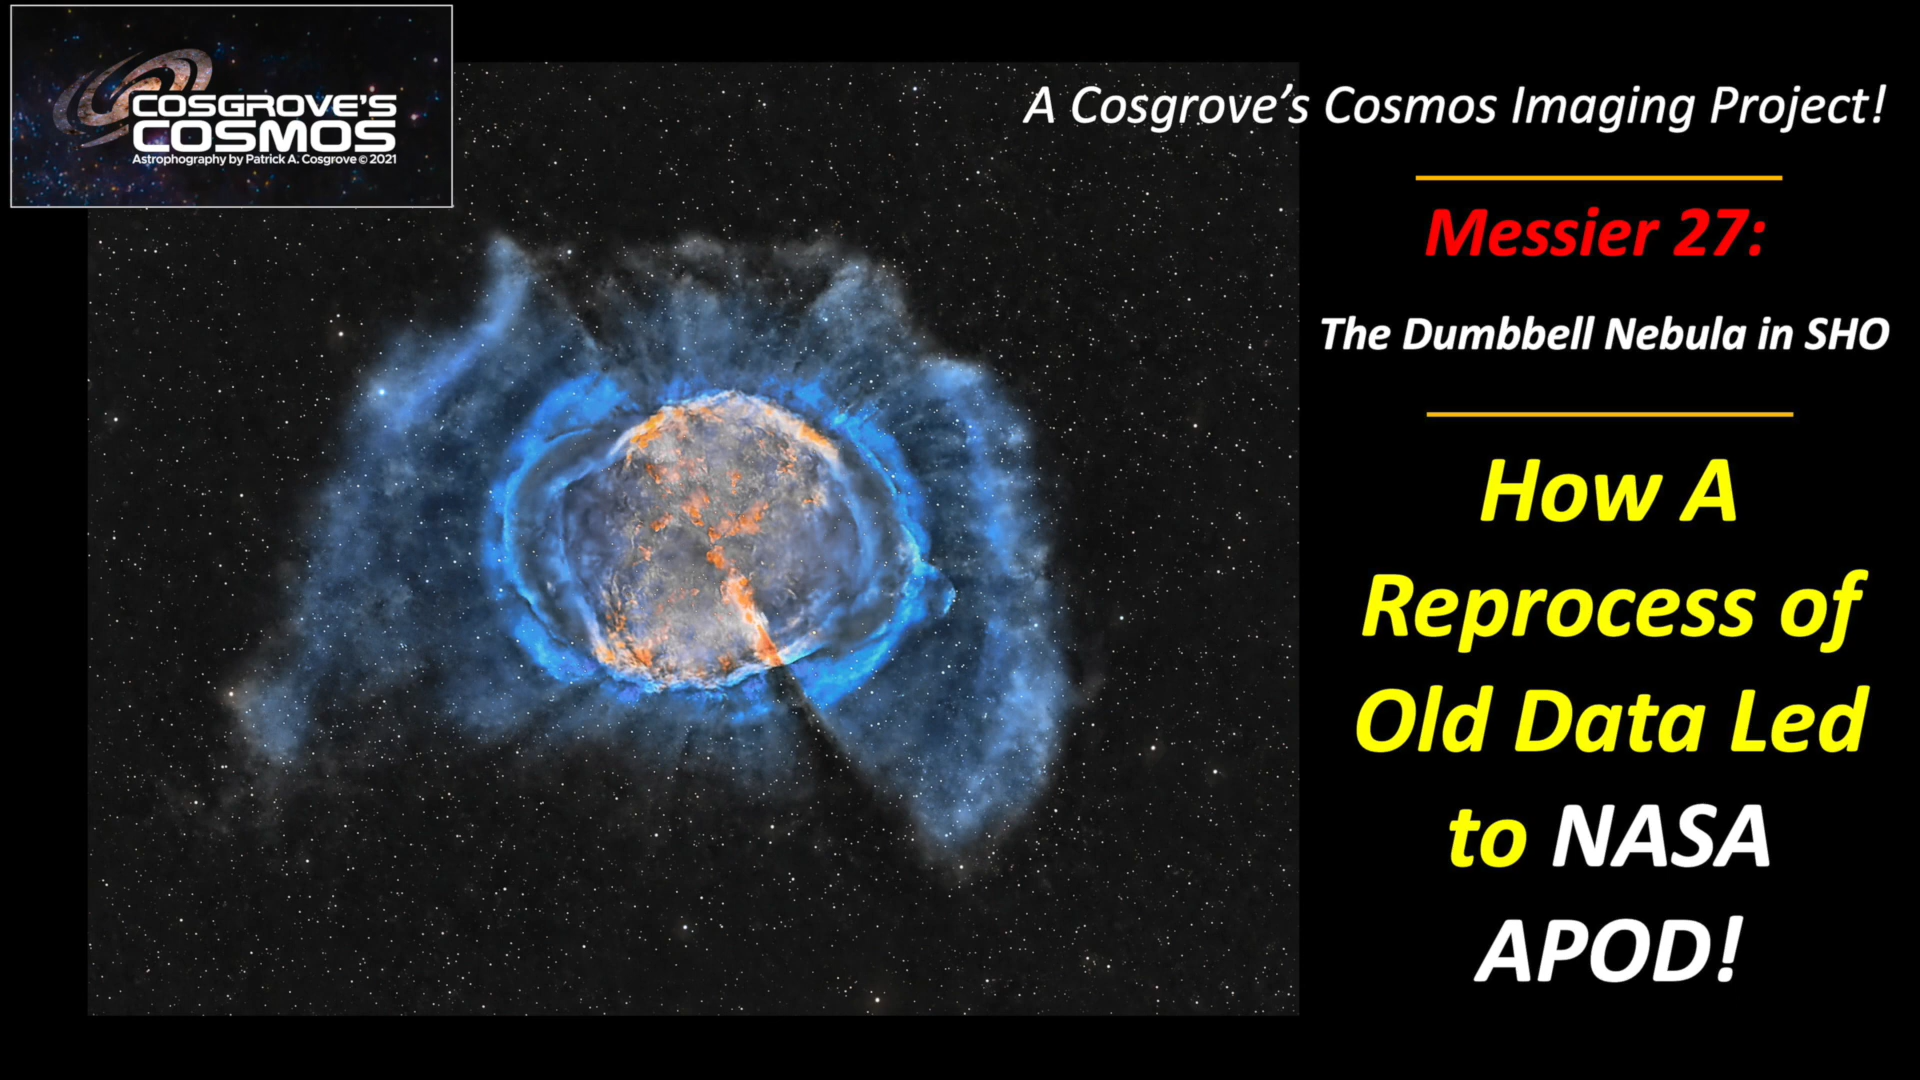 COSGROVE'S
COSMOS
Astrophography by Patrick A. Cosgrove © 2021
A Cosgrove's Cosmos Imaging Project!
Messier 27:
The Dumbbell Nebula in SHO
How A
Reprocess of
Old Data Led
to NASA
APOD!